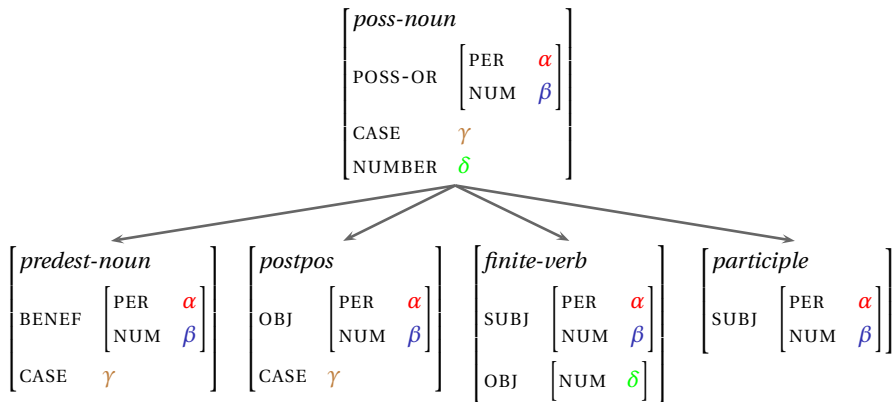 poss-noun
POSS-OR PER α
NUM β
CASE γ
NUMBER δ
predest-noun
BENEF PER α
NUM β
CASE γ
postpos
OBJ PER α
NUM β
CASE γ
finite-verb
SUBJ PER α
NUM β
OBJ NUM δ
participle
SUBJ PER α
NUM β